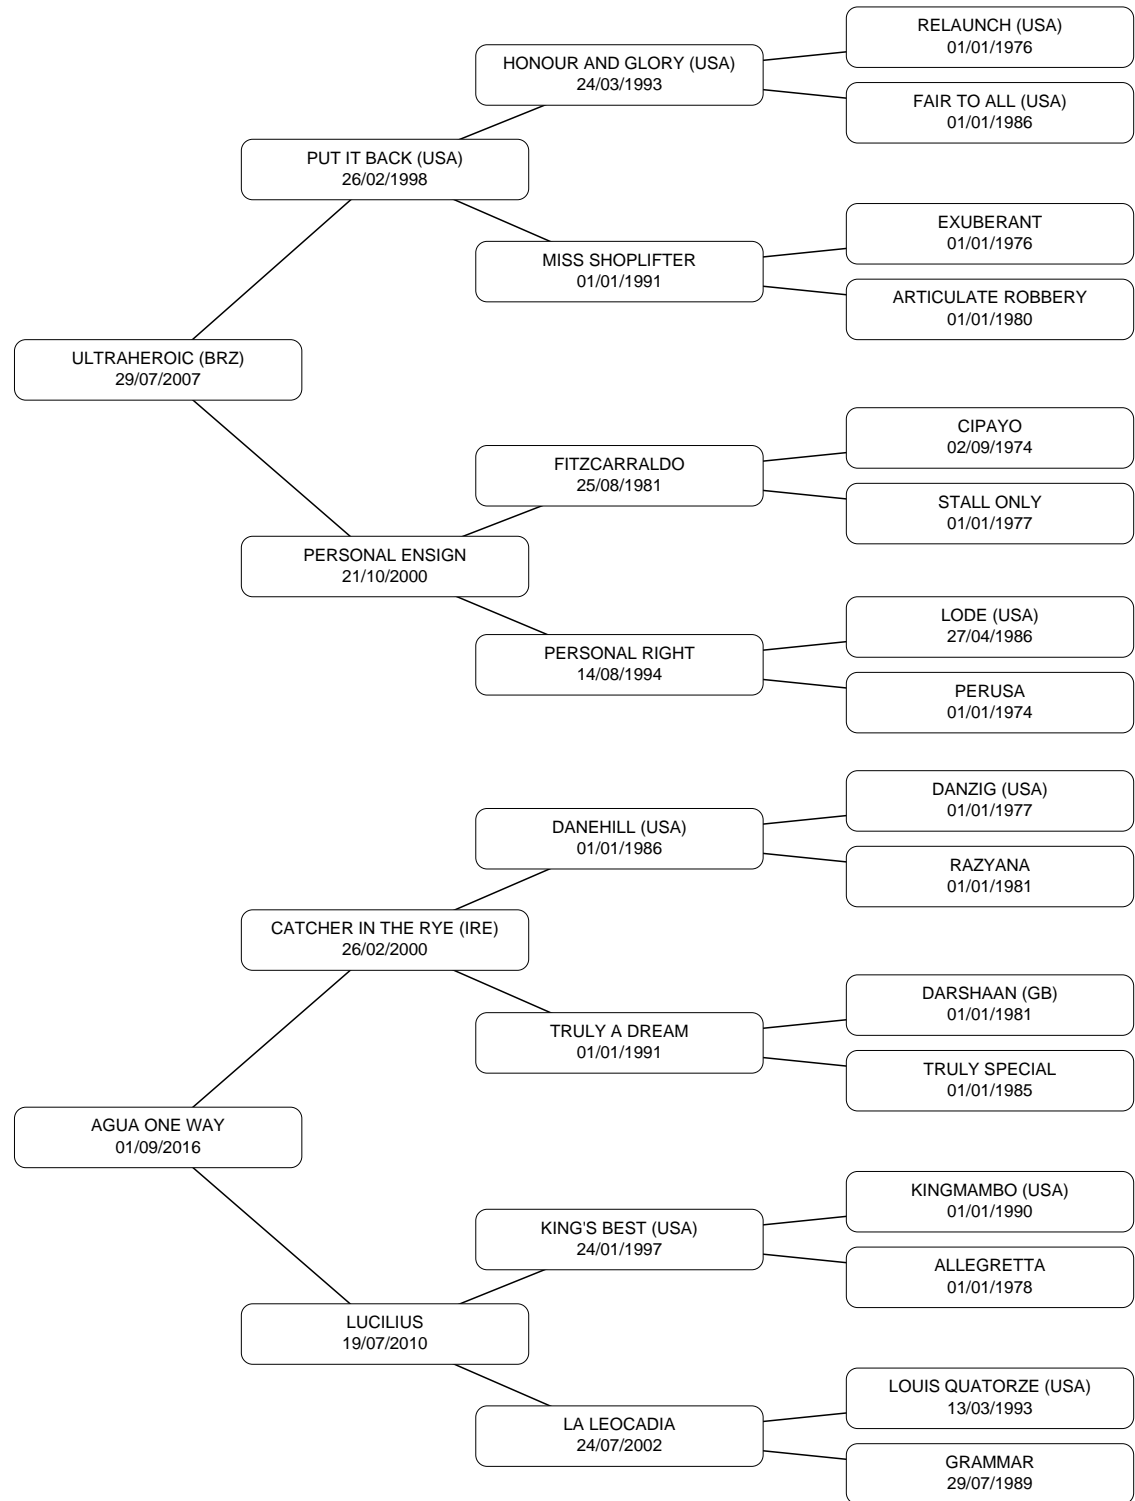 RELAUNCH (USA)
01/01/1976
HONOUR AND GLORY (USA)
24/03/1993
FAIR TO ALL (USA)
01/01/1986
PUT IT BACK (USA)
26/02/1998
EXUBERANT
01/01/1976
MISS SHOPLIFTER
01/01/1991
ARTICULATE ROBBERY
01/01/1980
ULTRAHEROIC (BRZ)
29/07/2007
CIPAYO
02/09/1974
FITZCARRALDO
25/08/1981
STALL ONLY
01/01/1977
PERSONAL ENSIGN
21/10/2000
LODE (USA)
27/04/1986
PERSONAL RIGHT
14/08/1994
PERUSA
01/01/1974
DANZIG (USA)
01/01/1977
DANEHILL (USA)
01/01/1986
RAZYANA
01/01/1981
CATCHER IN THE RYE (IRE)
26/02/2000
DARSHAAN (GB)
01/01/1981
TRULY A DREAM
01/01/1991
TRULY SPECIAL
01/01/1985
AGUA ONE WAY
01/09/2016
KINGMAMBO (USA)
01/01/1990
KING'S BEST (USA)
24/01/1997
ALLEGRETTA
01/01/1978
LUCILIUS
19/07/2010
LOUIS QUATORZE (USA)
13/03/1993
LA LEOCADIA
24/07/2002
GRAMMAR
29/07/1989